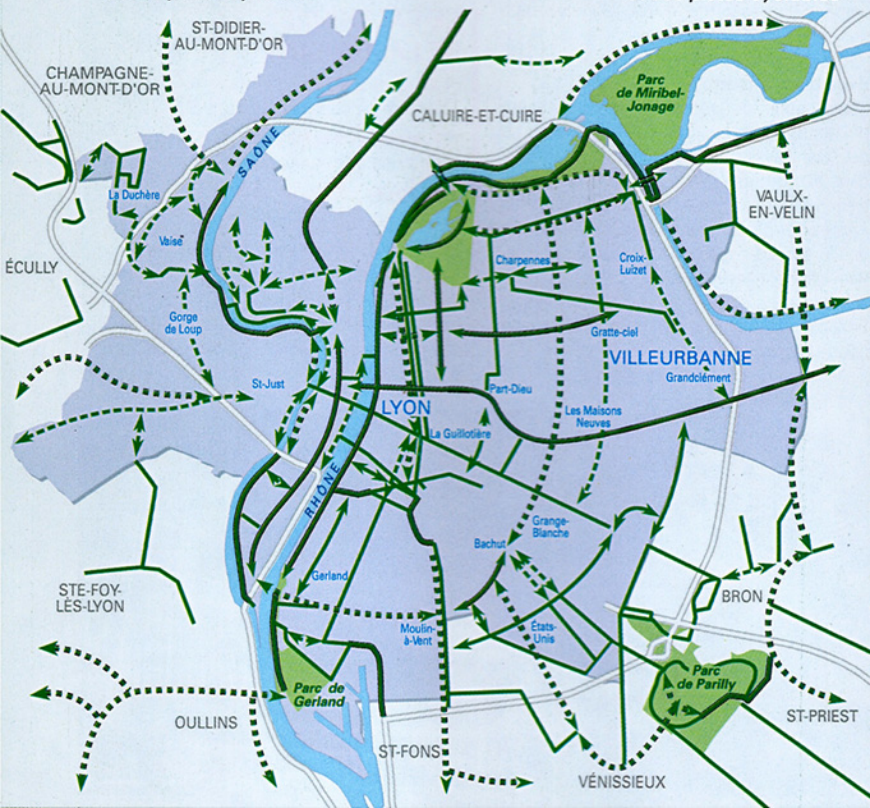 ST-DIDIER-
AU-MONT-D'OR
CHAMPAGNE-
AU-MONT-D'OR
Parc
de Miribel-
Jonage
CALUIRE-ET-CUIRE
SAÔNE
La Duchère
VAULX-
EN-VELIN
Vaise
ÉCULLY
Charpennes
Croix-
Luizet
Gorge
de Loup
Gratte-ciel
VILLEURBANNE
Grandclément
St-Just
Part-Dieu
LYON
Les Maisons
Neuves
La Guillotière
RHÔNE
Grange-
Blanche
Bachut
Gerland
STE-FOY-
LÈS-LYON
BRON
Moulin-
à-Vent
États-
Unis
Parc
de Parilly
Parc de
Gerland
OULLINS
ST-PRIEST
ST-FONS
VÉNISSIEUX